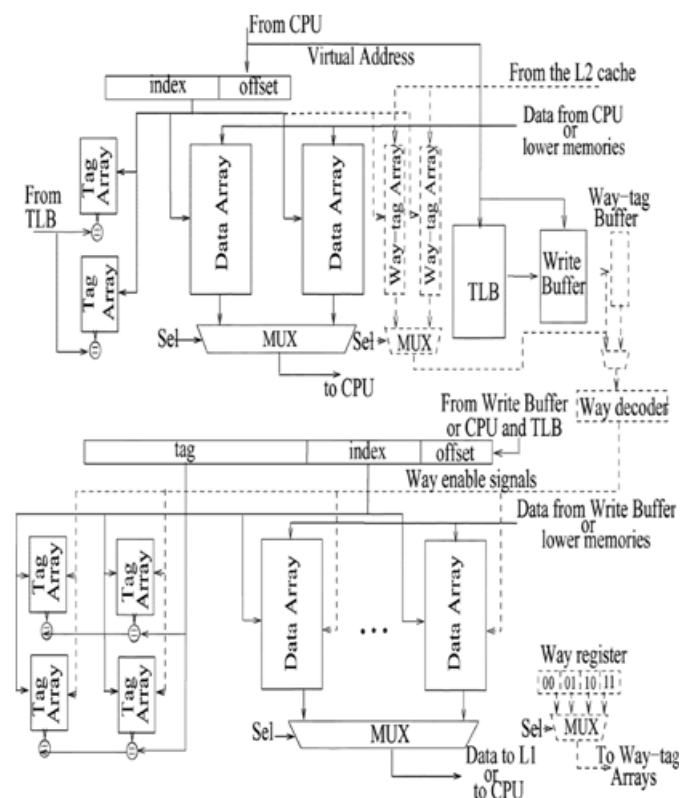 From CPU
Virtual Address
index
offset
From the L2 cache
Data from CPU
or
lower memories
Tag
Array
From
TLB
Tag
Array
Data Array
Data Array
Way-tag Array
Way-tag Array
Way-tag
Buffer
TLB
Write
Buffer
Sel
MUX
Sel
MUX
to CPU
Way decoder
From Write Buffer
or CPU and TLB
tag
index
offset
Way enable signals
Data from Write Buffer
or
lower memories
Tag
Array
Tag
Array
Tag
Array
Tag
Array
Data Array
...
Data Array
Way register
00 01 10 11
Sel
MUX
Sel
MUX
Data to L1
or
to CPU
To Way-tag
Arrays